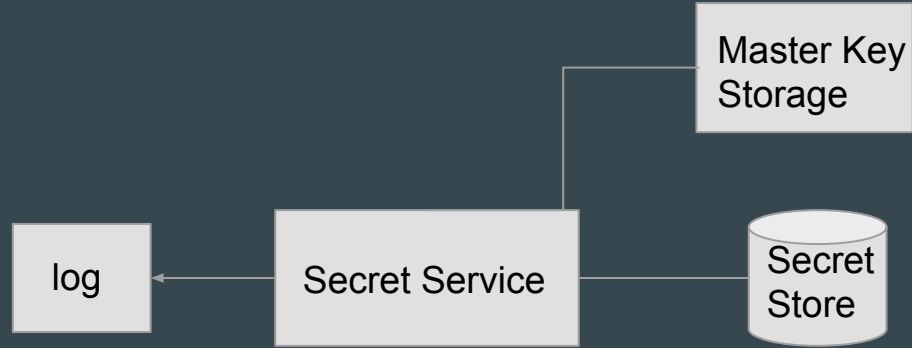 Master Key
Storage
log
Secret Service
Secret
Store